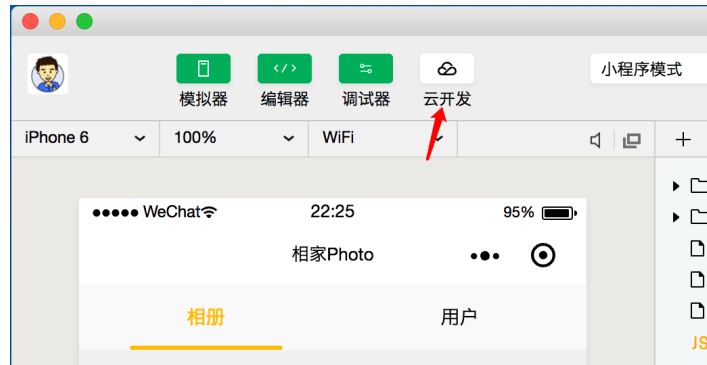 模拟器 编辑器 调试器 云开发 小程序模式
iPhone 6 100% WiFi
WeChat 22:25 95%
相家Photo
相册 用户
JS